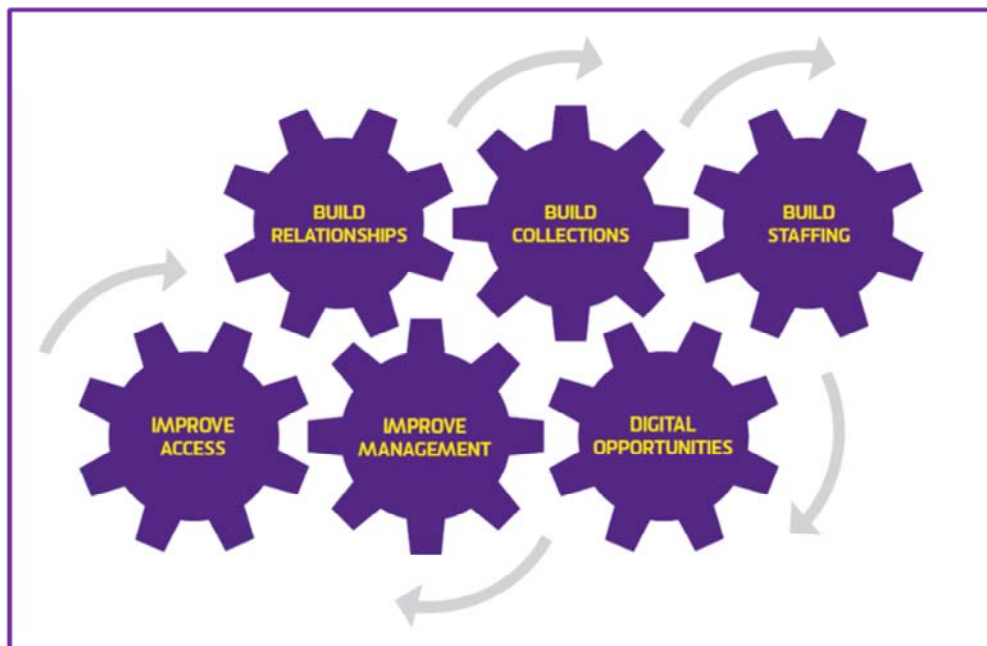 BUILD
RELATIONSHIPS
BUILD
COLLECTIONS
BUILD
STAFFING
IMPROVE
ACCESS
IMPROVE
MANAGEMENT
DIGITAL
OPPORTUNITIES